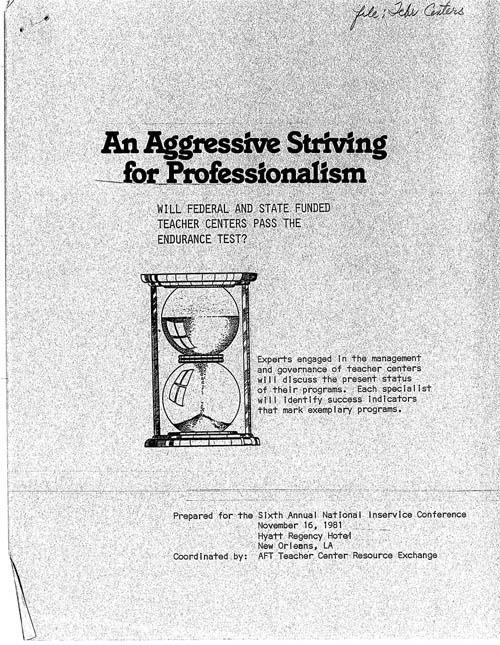 file: Tchr Centers
An Aggressive Striving
for Professionalism
WILL FEDERAL AND STATE FUNDED
TEACHER CENTERS PASS THE
ENDURANCE TEST?
Experts engaged in the management
and governance of teacher centers
will discuss the present status
of their programs. Each specialist
will identify success indicators
that mark exemplary programs.
Prepared for the Sixth Annual National Inservice Conference
November 16, 1981
Hyatt Regency Hotel
New Orleans, LA
Coordinated by: AFT Teacher Center Resource Exchange